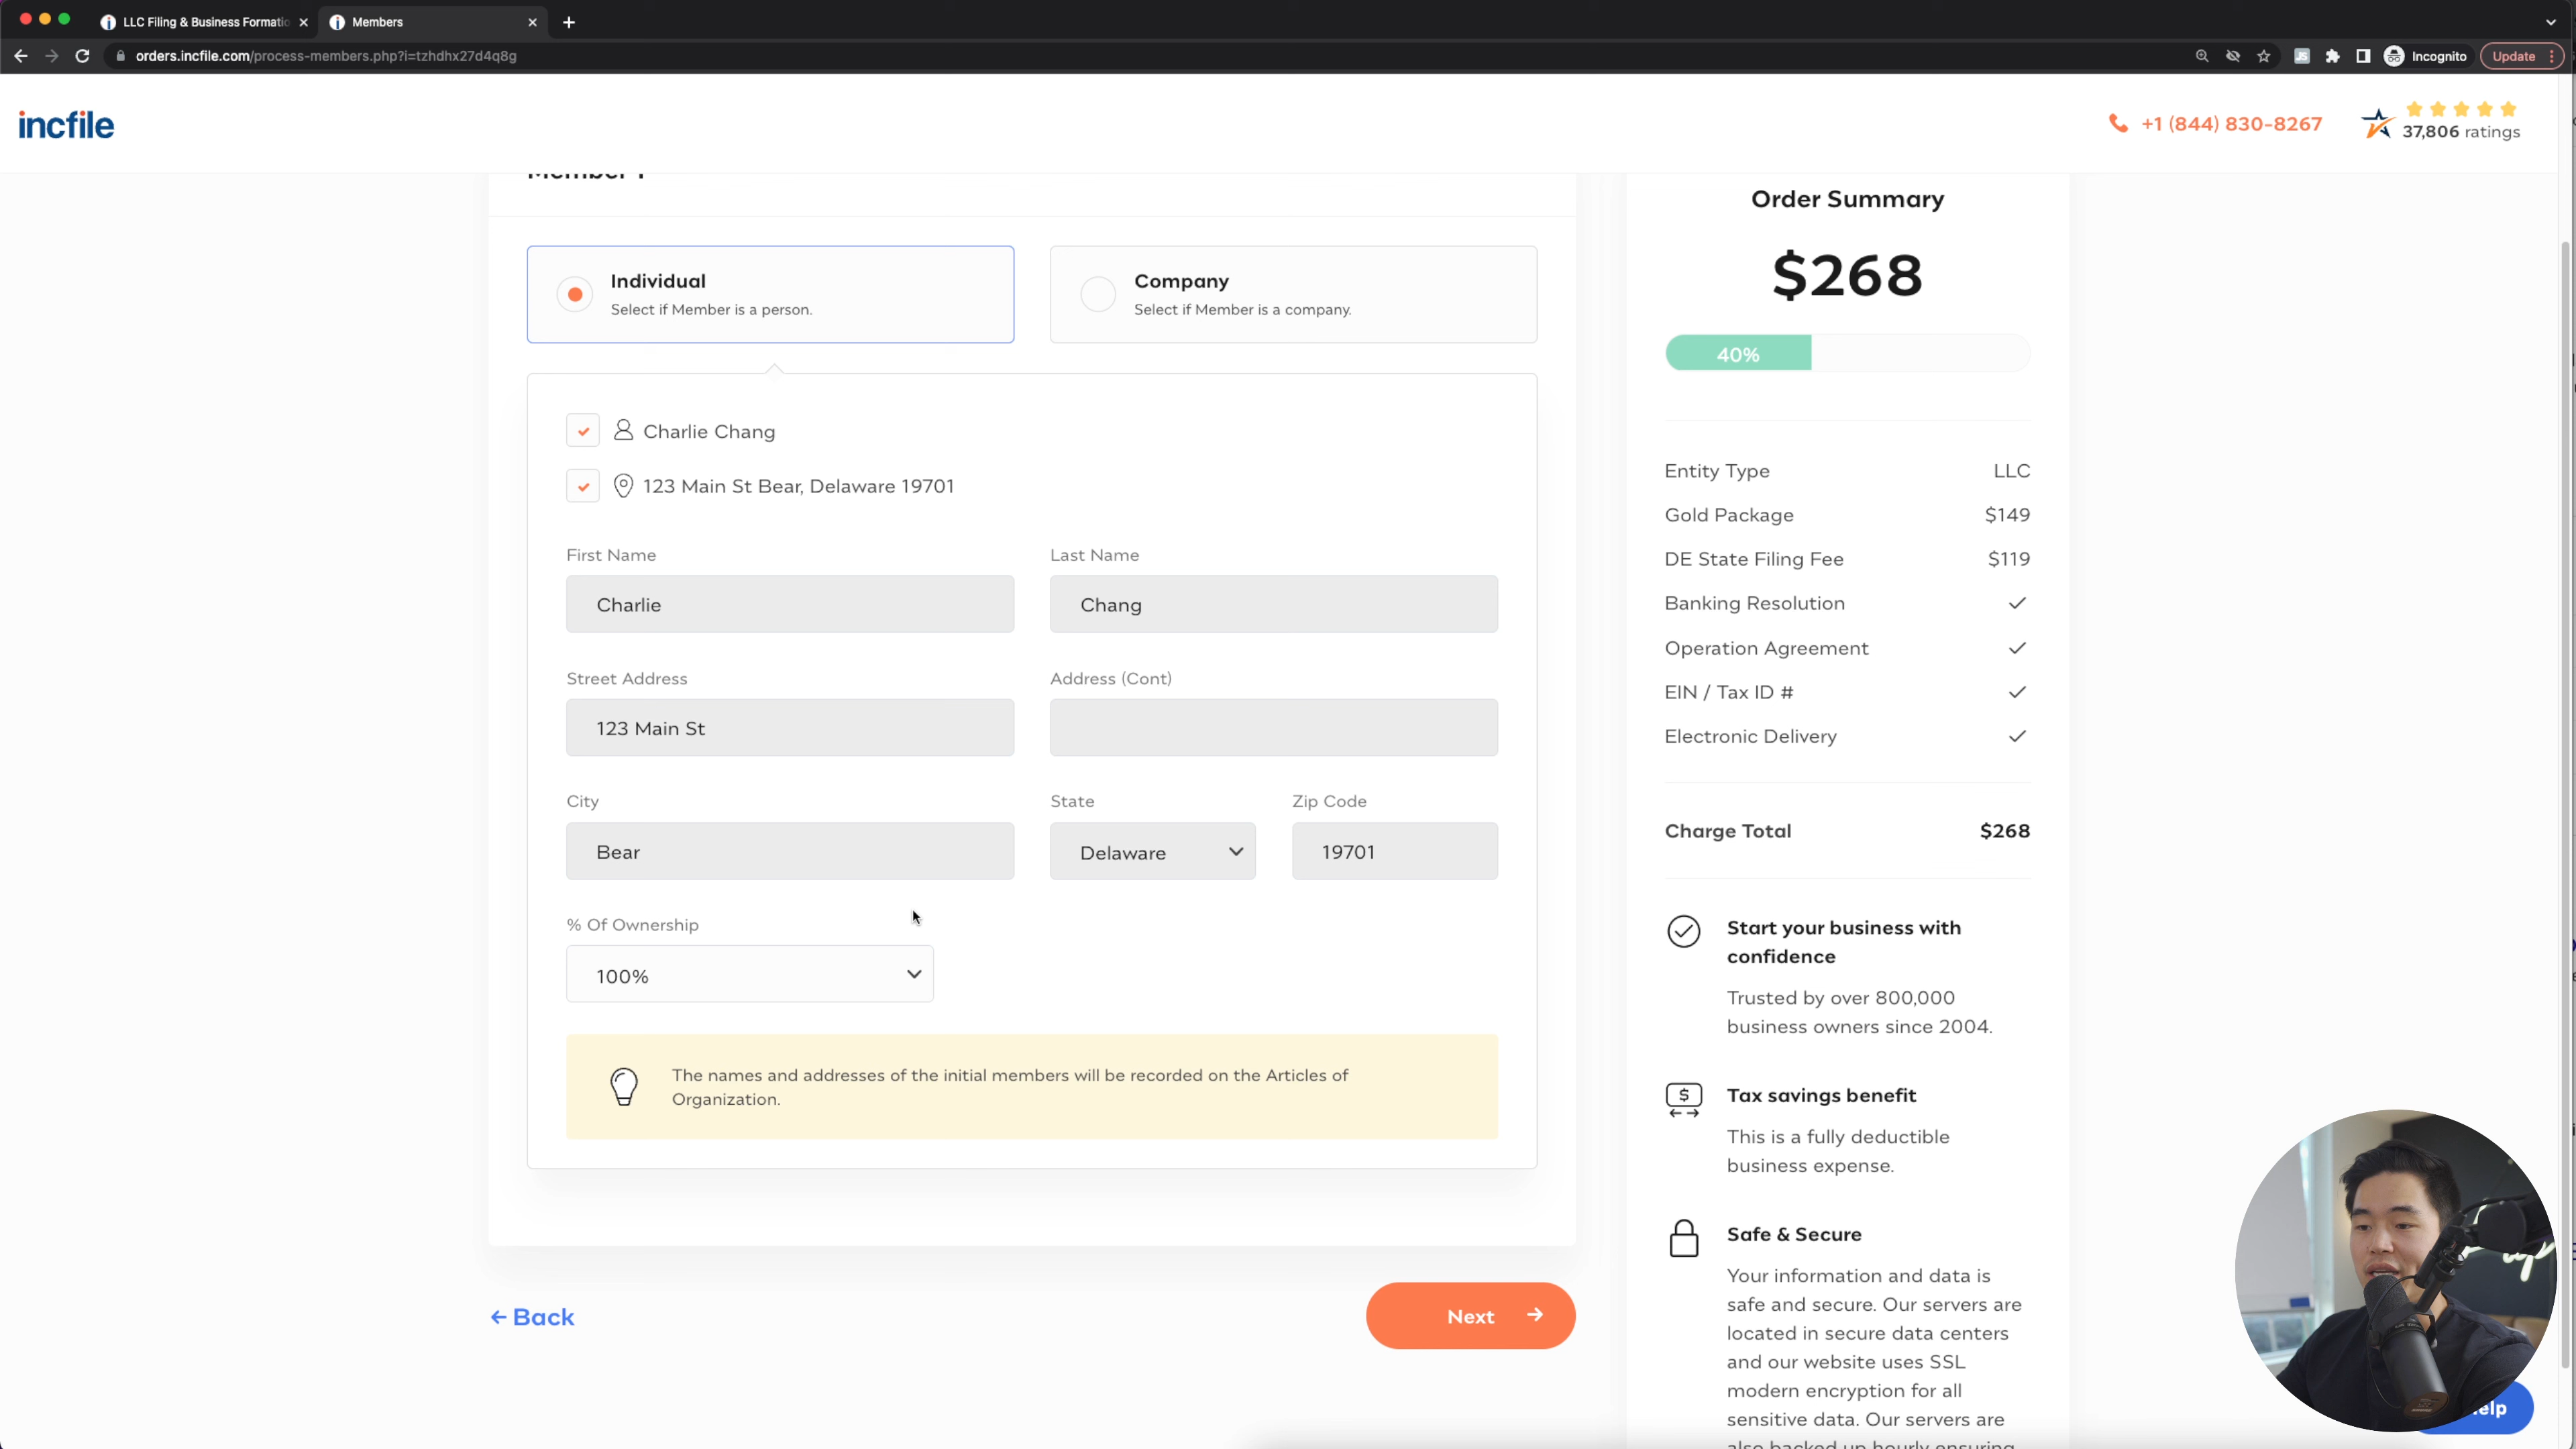 LLC Filing & Business Formatio
Members
orders.incfile.com/process-members.php?i=tzhdhx27d4q8g
Incognito
Update
incfile
+1 (844) 830-8267
37,806 ratings
Member 1
Individual
Select if Member is a person.
Company
Select if Member is a company.
Charlie Chang
123 Main St Bear, Delaware 19701
First Name
Last Name
Charlie
Chang
Street Address
Address (Cont)
123 Main St
City
State
Zip Code
Bear
Delaware
19701
% Of Ownership
100%
The names and addresses of the initial members will be recorded on the Articles of
Organization.
Back
Next
Order Summary
$268
40%
Entity Type LLC
Gold Package $149
DE State Filing Fee $119
Banking Resolution
Operation Agreement
EIN / Tax ID #
Electronic Delivery
Charge Total $268
Start your business with
confidence
Trusted by over 800,000
business owners since 2004.
Tax savings benefit
This is a fully deductible
business expense.
Safe & Secure
Your information and data is
safe and secure. Our servers are
located in secure data centers
and our website uses SSL
modern encryption for all
sensitive data. Our servers are
also backed up hourly ensuring
elp